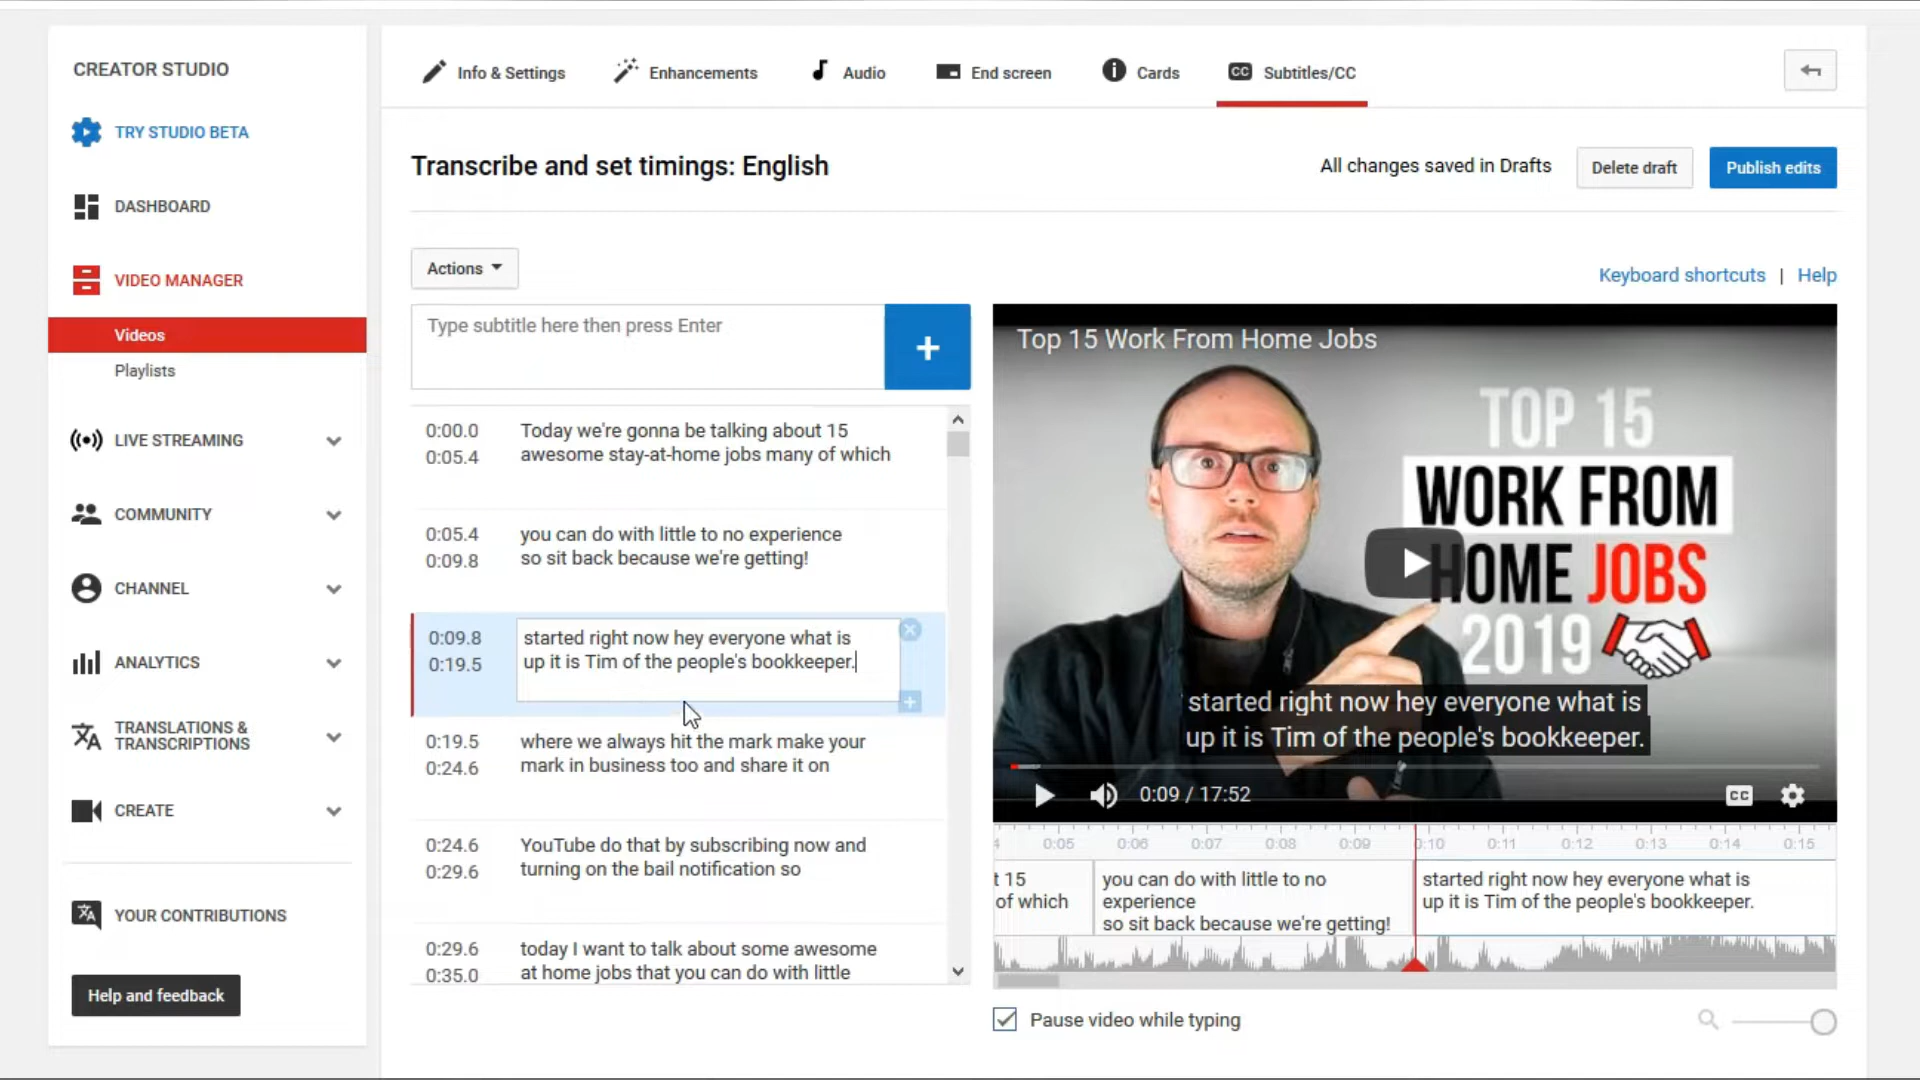 CREATOR STUDIO
TRY STUDIO BETA
DASHBOARD
VIDEO MANAGER
Videos
Playlists
LIVE STREAMING
COMMUNITY
CHANNEL
ANALYTICS
TRANSLATIONS &
TRANSCRIPTIONS
CREATE
YOUR CONTRIBUTIONS
Help and feedback
Info & Settings
Enhancements
Audio
End screen
Cards
CC Subtitles/CC
Transcribe and set timings: English
All changes saved in Drafts
Delete draft
Publish edits
Actions
Keyboard shortcuts | Help
Type subtitle here then press Enter
+
0:00.0 Today we're gonna be talking about 15
0:05.4 awesome stay-at-home jobs many of which
0:05.4 you can do with little to no experience
0:09.8 so sit back because we're getting!
0:09.8 started right now hey everyone what is
0:19.5 up it is Tim of the people's bookkeeper.
0:19.5 where we always hit the mark make your
0:24.6 mark in business too and share it on
0:24.6 YouTube do that by subscribing now and
0:29.6 turning on the bail notification so
0:29.6 today I want to talk about some awesome
0:35.0 at home jobs that you can do with little
Top 15 Work From Home Jobs
TOP 15
WORK FROM
HOME JOBS
2019
started right now hey everyone what is
up it is Tim of the people's bookkeeper.
0:09 / 17:52
CC
4 0:05 0:06 0:07 0:08 0:09 0:10 0:11 0:12 0:13 0:14 0:15
t 15
of which
you can do with little to no
experience
so sit back because we're getting!
started right now hey everyone what is
up it is Tim of the people's bookkeeper.
Pause video while typing